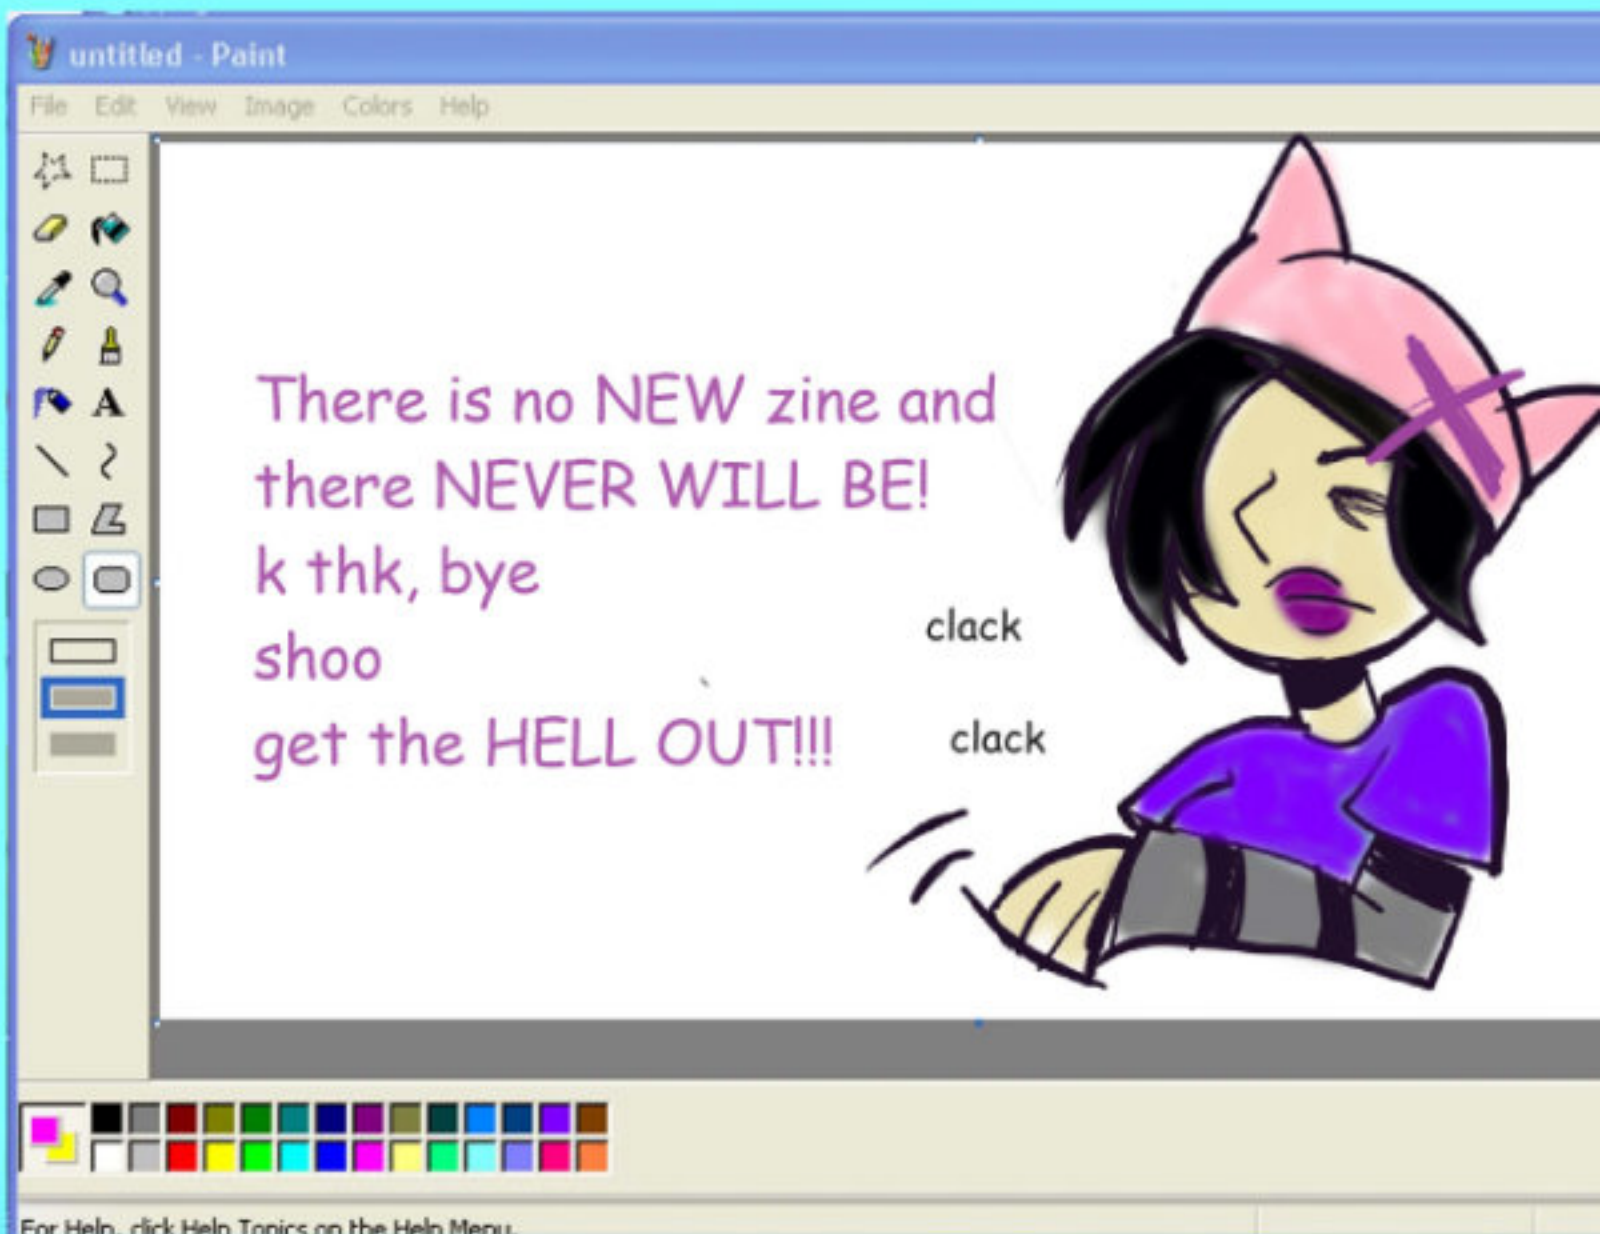 untitled - Paint
File Edit View Image Colors Help
There is no NEW zine and
there NEVER WILL BE!
k thk, bye
shoo
get the HELL OUT!!!
clack
clack
A
For Help, click Help Topics on the Help Menu.